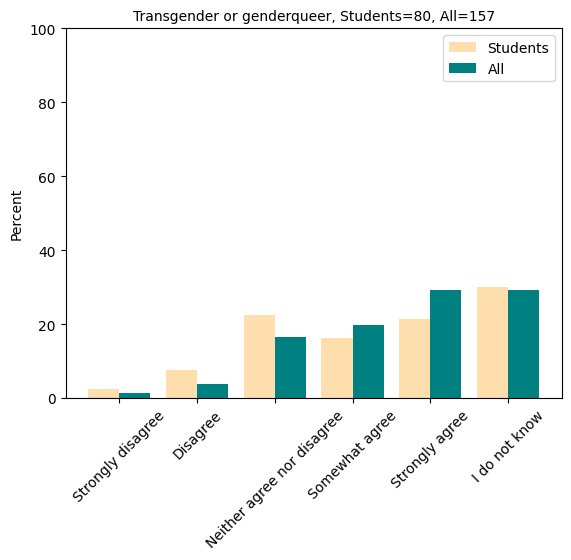 Transgender or genderqueer, Students=80, All=157
100
80
60
40
20
0
Percent
Students
All
Strongly disagree
Disagree
Neither agree nor disagree
Somewhat agree
Strongly agree
I do not know